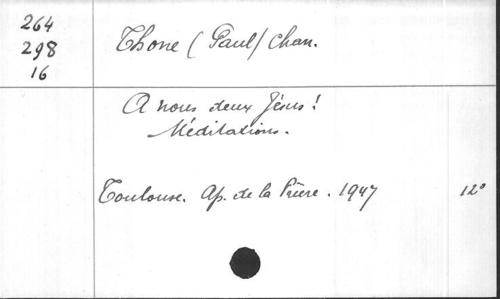 264
298
16
Thone (Paul) chan.
A nous deux Jésus!
Méditations.
Toulouse. Ap. de la Prière. 1947 12°